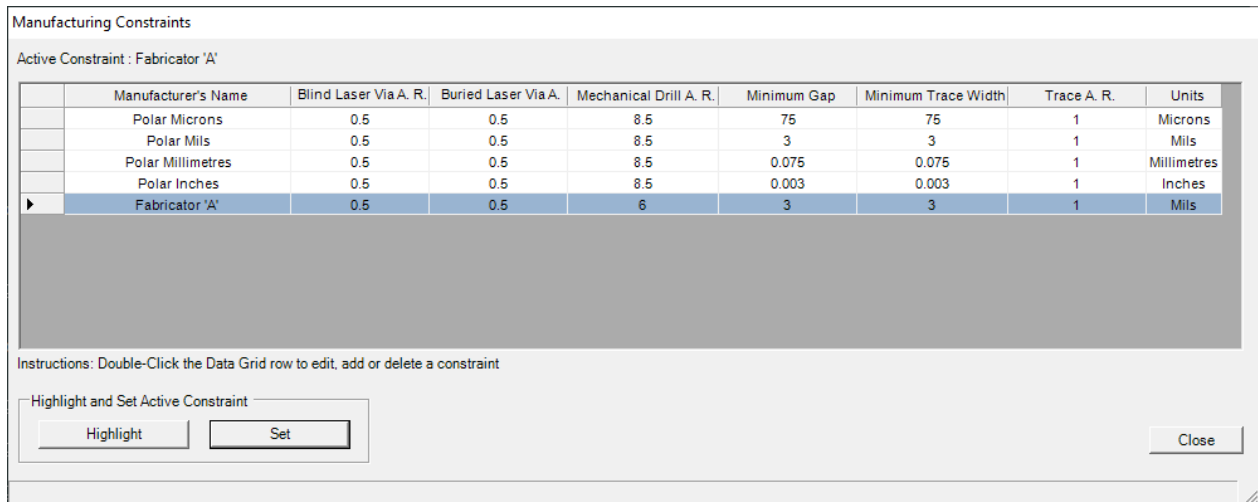 Manufacturing Constraints
Active Constraint : Fabricator 'A'
Manufacturer's Name Blind Laser Via A. R. Buried Laser Via A. Mechanical Drill A. R. Minimum Gap Minimum Trace Width Trace A. R. Units
Polar Microns 0.5 0.5 8.5 75 75 1 Microns
Polar Mils 0.5 0.5 8.5 3 3 1 Mils
Polar Millimetres 0.5 0.5 8.5 0.075 0.075 1 Millimetres
Polar Inches 0.5 0.5 8.5 0.003 0.003 1 Inches
Fabricator 'A' 0.5 0.5 6 3 3 1 Mils
Instructions: Double-Click the Data Grid row to edit, add or delete a constraint
Highlight and Set Active Constraint
Highlight Set Close